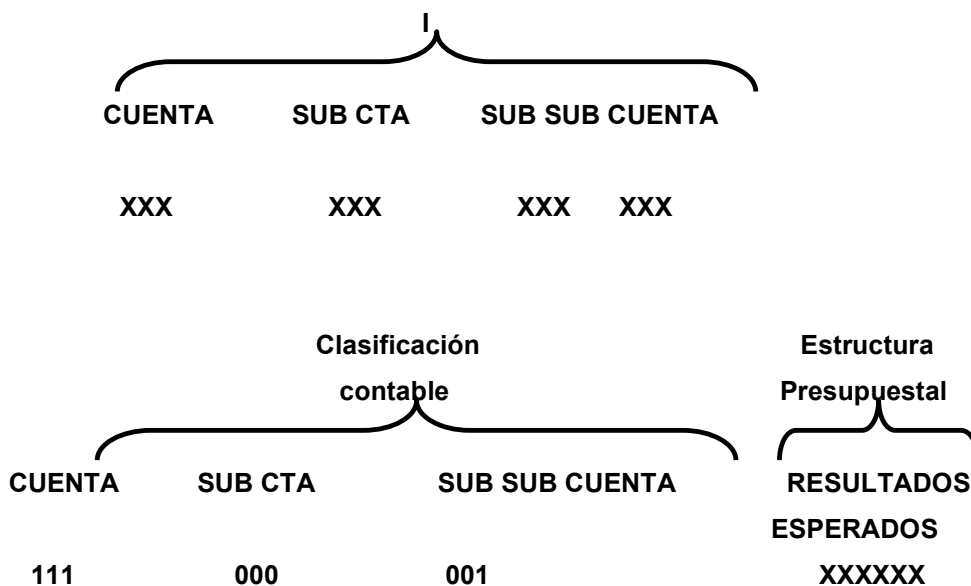 I
CUENTA SUB CTA SUB SUB CUENTA
XXX XXX XXX XXX
Clasificación Estructura
contable Presupuestal
CUENTA SUB CTA SUB SUB CUENTA RESULTADOS
ESPERADOS
111 000 001 XXXXXX